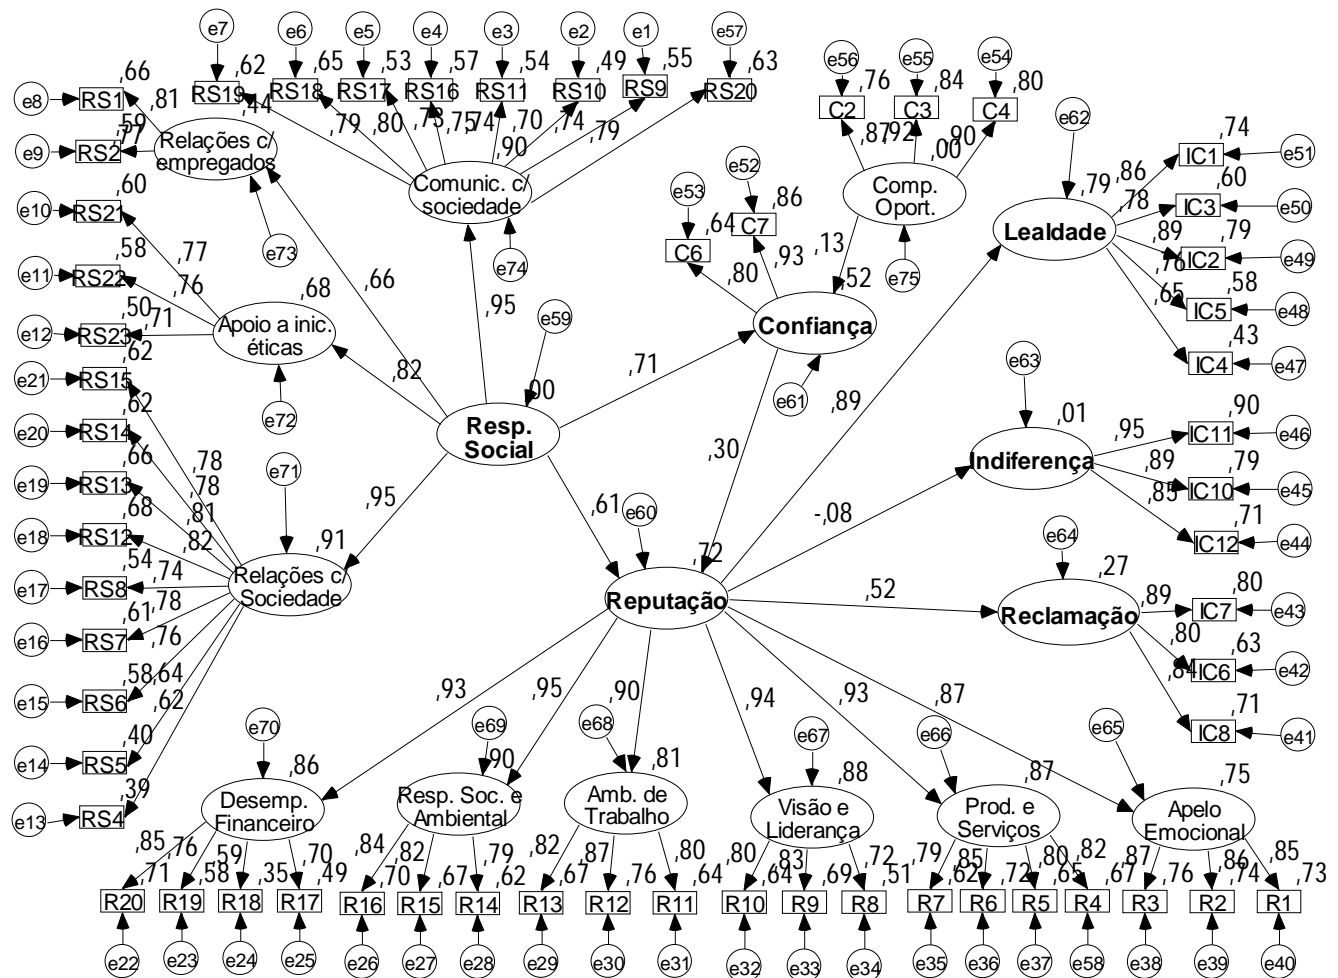 e7 e6 e5 e4 e3 e2 e1 e57
,62 ,65 ,53 ,57 ,54 ,49 ,55 ,63
RS19 RS18 RS17 RS16 RS11 RS10 RS9 RS20
,79 ,80 ,73 ,75 ,74 ,70 ,74 ,79
,90
Comunic. c/
sociedade
e74
,95
e56 e55 e54
,76 ,84 ,80
C2 C3 C4
,87 ,92 ,90
,00
Comp.
Oport.
e75
,13
e8 RS1 ,66
,81
e9 RS2 ,59
,77
,44
Relações c/
empregados
e73
,66
e10 RS21 ,60
e11 RS22 ,58
e12 RS23 ,50
,77
,76
,71
,68
Apoio a inic.
éticas
e72
,82
e53 e52
,64 ,86
C6 C7
,80 ,93
,52
Confiança
e61
,71
,30
e59
,00
Resp.
Social
,95
,61
e62
,79
Lealdade
,89
,86 ,74 IC1 e51
,78 ,60 IC3 e50
,89 ,79 IC2 e49
,76 ,58 IC5 e48
,65 ,43 IC4 e47
e63
,01
Indiferença
-,08
,95 ,90 IC11 e46
,89 ,79 IC10 e45
,85 ,71 IC12 e44
e64
,27
Reclamação
,52
,89 ,80 IC7 e43
,80 ,63 IC6 e42
,84 ,71 IC8 e41
e21 RS15 ,62
e20 RS14 ,62
e19 RS13 ,66
e18 RS12 ,68
e17 RS8 ,54
e16 RS7 ,61
e15 RS6 ,58
e14 RS5 ,40
e13 RS4 ,39
,78
,78
,81
,82
,74
,78
,76
,64
,62
e71
,91
Relações c/
Sociedade
e60
,72
Reputação
,93 ,95 ,90 ,94 ,93 ,87
e70 e69 e68 e67 e66 e65
,86 ,90 ,81 ,88 ,87 ,75
Desemp.
Financeiro
Resp. Soc. e
Ambiental
Amb. de
Trabalho
Visão e
Liderança
Prod. e
Serviços
Apelo
Emocional
,85 ,76 ,59 ,70 ,84 ,82 ,79 ,82 ,87 ,80 ,80 ,83 ,72 ,79 ,85 ,80 ,82 ,87 ,86 ,85
,71 ,58 ,35 ,49 ,70 ,67 ,62 ,67 ,76 ,64 ,64 ,69 ,51 ,62 ,72 ,65 ,67 ,76 ,74 ,73
R20 R19 R18 R17 R16 R15 R14 R13 R12 R11 R10 R9 R8 R7 R6 R5 R4 R3 R2 R1
e22 e23 e24 e25 e26 e27 e28 e29 e30 e31 e32 e33 e34 e35 e36 e37 e58 e38 e39 e40